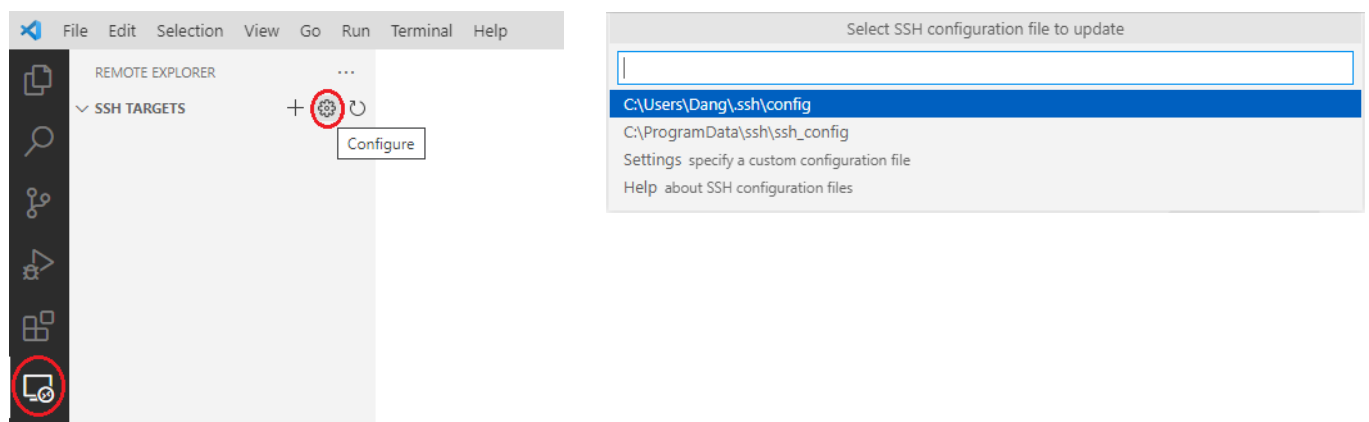 File Edit Selection View Go Run Terminal Help
REMOTE EXPLORER
SSH TARGETS
Configure
Select SSH configuration file to update
C:\Users\Dang\.ssh\config
C:\ProgramData\ssh\ssh_config
Settings specify a custom configuration file
Help about SSH configuration files